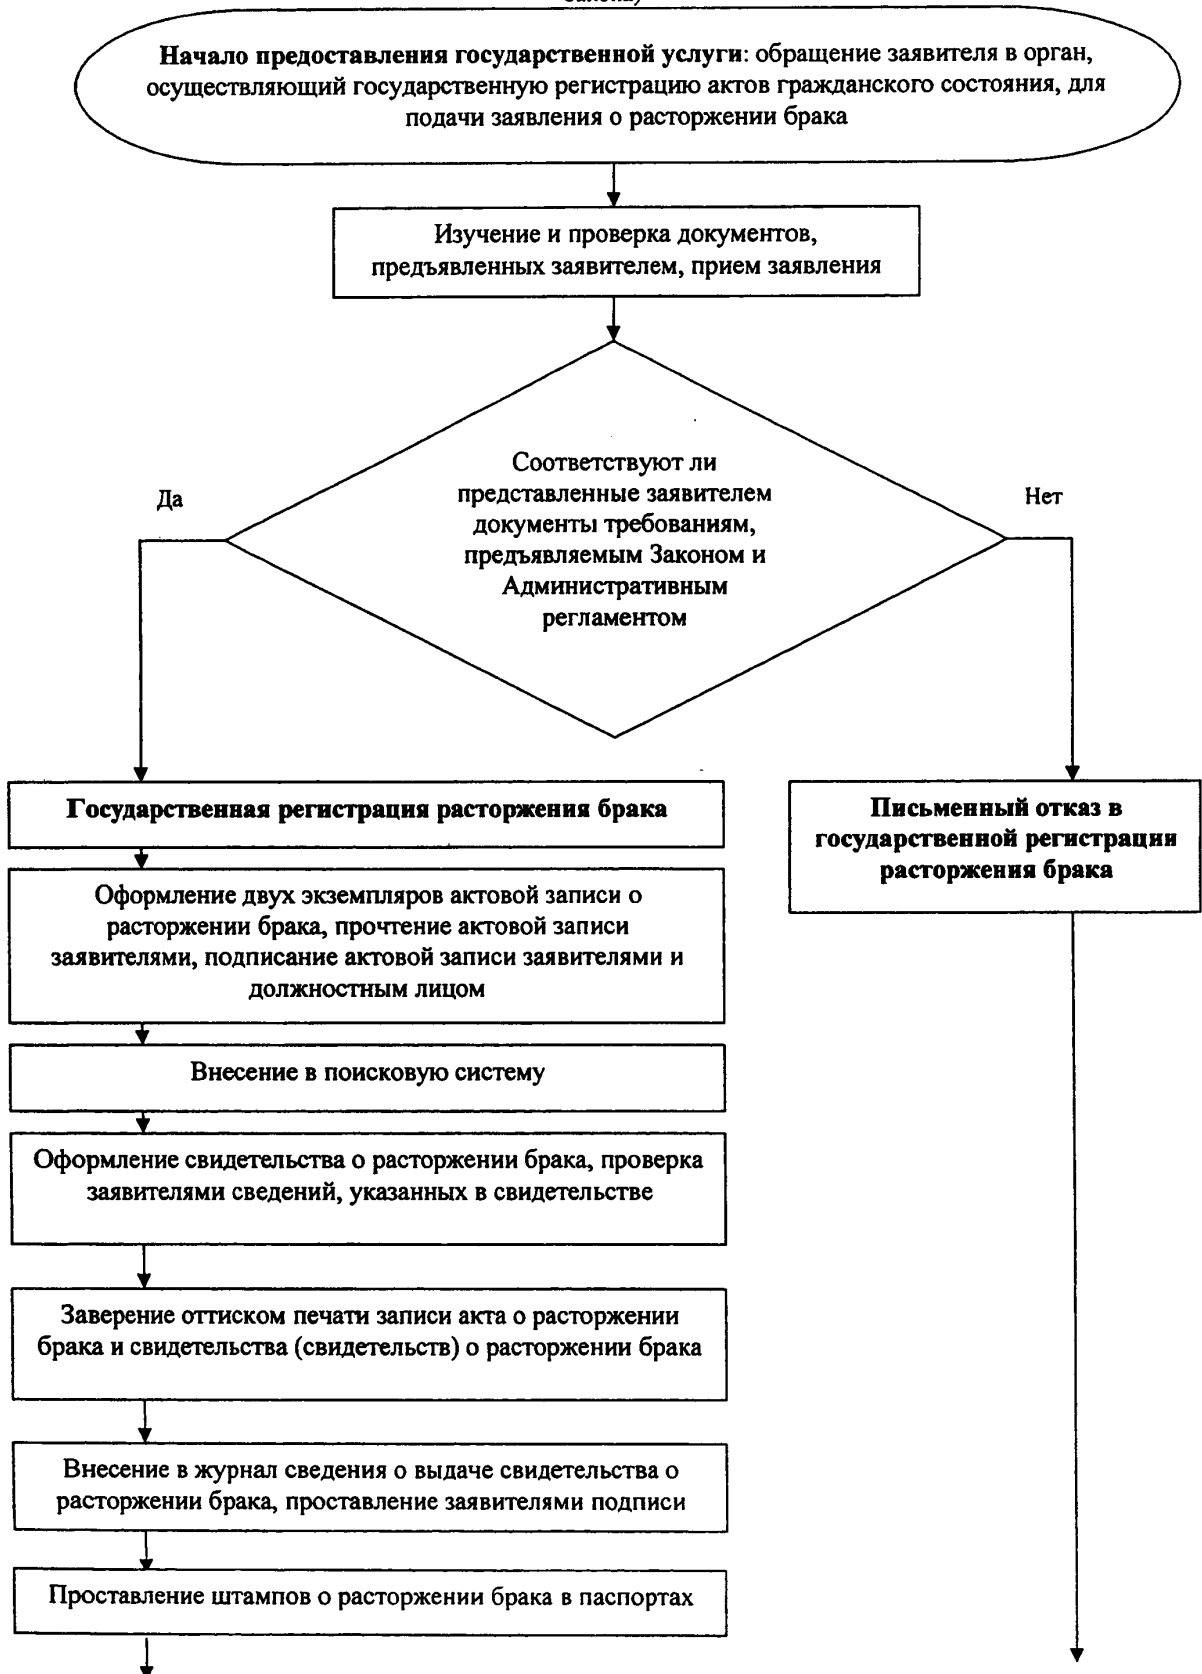 Начало предоставления государственной услуги: обращение заявителя в орган,
осуществляющий государственную регистрацию актов гражданского состояния, для
подачи заявления о расторжении брака
Изучение и проверка документов,
предъявленных заявителем, прием заявления
Соответствуют ли
представленные заявителем
документы требованиям,
предъявляемым Законом и
Административным
регламентом
Да
Нет
Государственная регистрация расторжения брака
Письменный отказ в
государственной регистрации
расторжения брака
Оформление двух экземпляров актовой записи о
расторжении брака, прочтение актовой записи
заявителями, подписание актовой записи заявителями и
должностным лицом
Внесение в поисковую систему
Оформление свидетельства о расторжении брака, проверка
заявителями сведений, указанных в свидетельстве
Заверение оттиском печати записи акта о расторжении
брака и свидетельства (свидетельств) о расторжении брака
Внесение в журнал сведения о выдаче свидетельства о
расторжении брака, проставление заявителями подписи
Проставление штампов о расторжении брака в паспортах